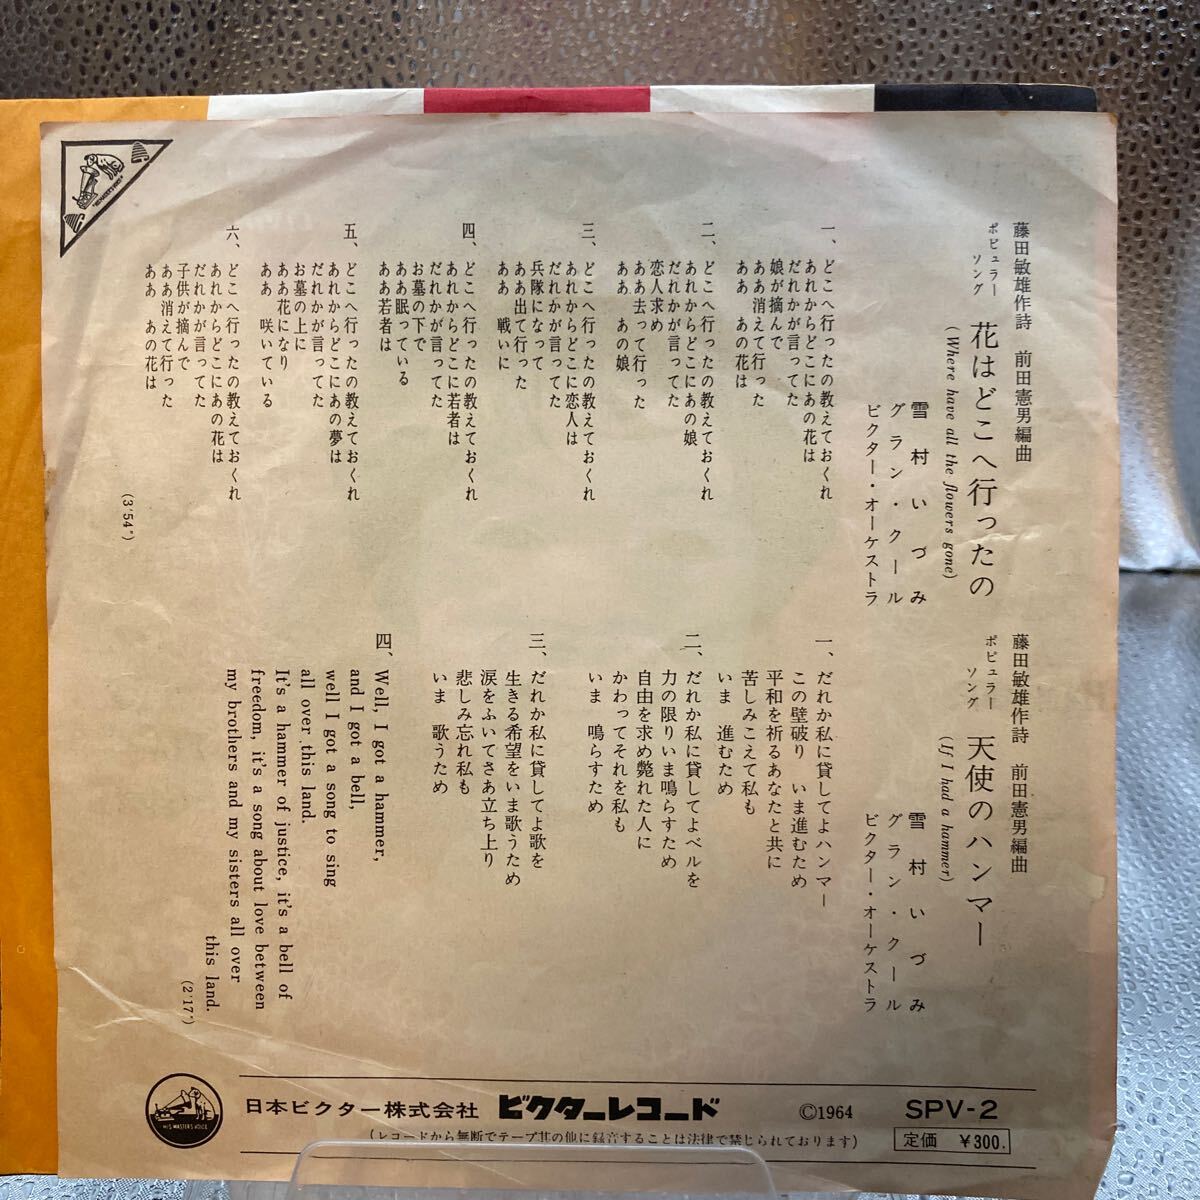 藤田敏雄作詩 前田憲男編曲
ポピュラーソング 花はどこへ行ったの
(Where have all the flowers gone)
雪村いづみ
グラン・クール
ビクター・オーケストラ
一、どこへ行ったの教えておくれ
あれからどこにあの花は
だれかが言ってた
娘が摘んで
ああ消えて行った
ああ あの花は
二、どこへ行ったの教えておくれ
あれからどこにあの娘
だれかが言ってた
恋人求め
ああ去って行った
ああ あの娘
三、どこへ行ったの教えておくれ
あれからどこに恋人は
だれかが言ってた
兵隊になって
ああ出て行った
ああ 戦いに
四、どこへ行ったの教えておくれ
あれからどこに若者は
だれかが言ってた
お墓の下で
ああ眠っている
ああ若者は
五、どこへ行ったの教えておくれ
あれからどこにあの夢は
だれかが言ってた
お墓の上に
ああ花になり
ああ 咲いている
六、どこへ行ったの教えておくれ
あれからどこにあの花は
だれかが言ってた
子供が摘んで
ああ消えて行った
ああ あの花は
(3'54")
藤田敏雄作詩 前田憲男編曲
ポピュラーソング 天使のハンマー
(If I had a hammer)
雪村いづみ
グラン・クール
ビクター・オーケストラ
一、だれか私に貸してよハンマー
この壁破り いま進むため
平和を祈るあなたと共に
苦しみこえて私も
いま 進むため
二、だれか私に貸してよベルを
力の限りいま鳴らすため
自由を求め斃れた人に
かわってそれを私も
いま 鳴らすため
三、だれか私に貸してよ歌を
生きる希望をいま歌うため
涙をふいてさあ立ち上り
悲しみ忘れ私も
いま 歌うため
四、Well, I got a hammer,
and I got a bell,
well I got a song to sing
all over this land.
It's a hammer of justice, it's a bell of
freedom, it's a song about love between
my brothers and my sisters all over
this land.
(2'17")
"HIS MASTER'S VOICE"
HIS MASTER'S VOICE
日本ビクター株式会社 ビクターレコード ©1964 SPV-2
(レコードから無断でテープ其の他に録音することは法律で禁じられております) 定価 ¥300.